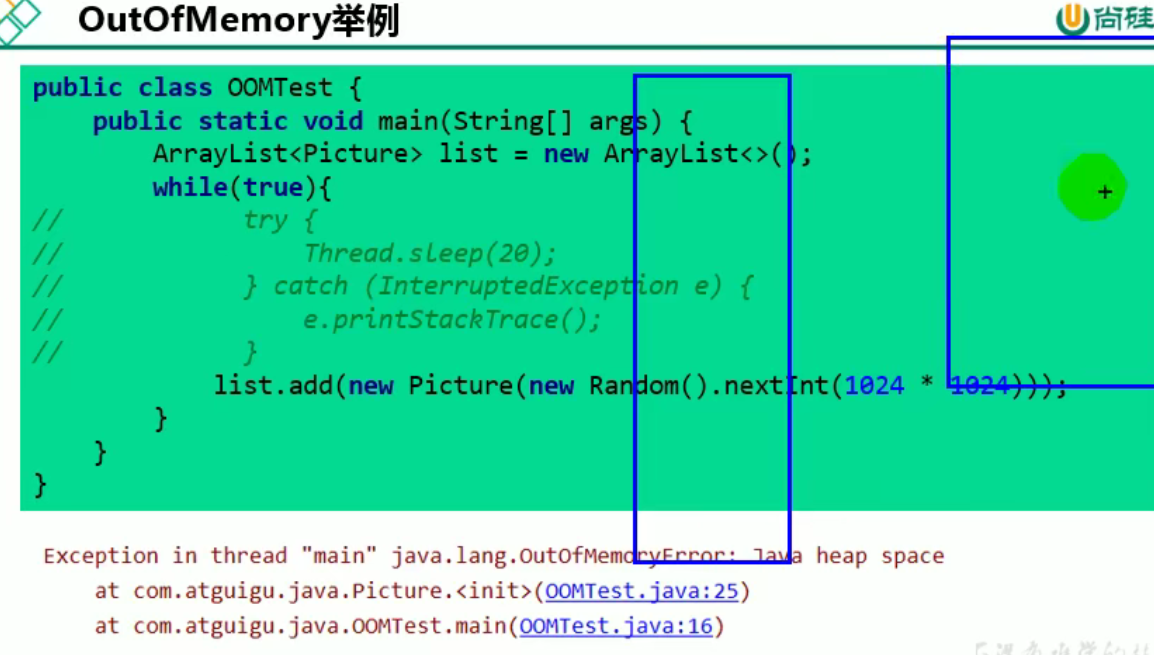 OutOfMemory举例
尚硅
public class OOMTest {
    public static void main(String[] args) {
        ArrayList<Picture> list = new ArrayList<>();
        while(true){
//            try {
//                Thread.sleep(20);
//            } catch (InterruptedException e) {
//                e.printStackTrace();
//            }
            list.add(new Picture(new Random().nextInt(1024 * 1024)));
        }
    }
}
Exception in thread "main" java.lang.OutOfMemoryError: Java heap space
    at com.atguigu.java.Picture.<init>(OOMTest.java:25)
    at com.atguigu.java.OOMTest.main(OOMTest.java:16)